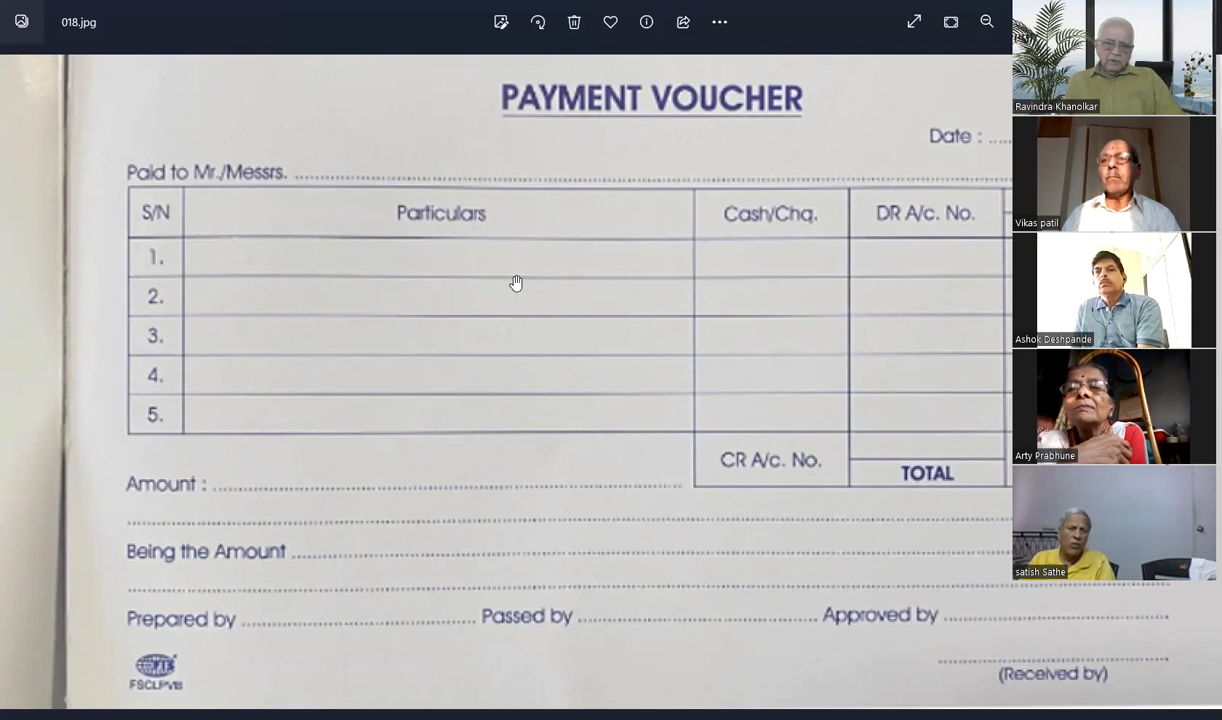 018.jpg
PAYMENT VOUCHER
Date :
Paid to Mr./Messrs.
S/N Particulars Cash/Chq. DR A/c. No.
1.
2.
3.
4.
5.
CR A/c. No. TOTAL
Amount :
Being the Amount
Prepared by Passed by Approved by
(Received by)
FSCLPVB
Ravindra Khanolkar
Vikas patil
Ashok Deshpande
Arty Prabhune
satish Sathe